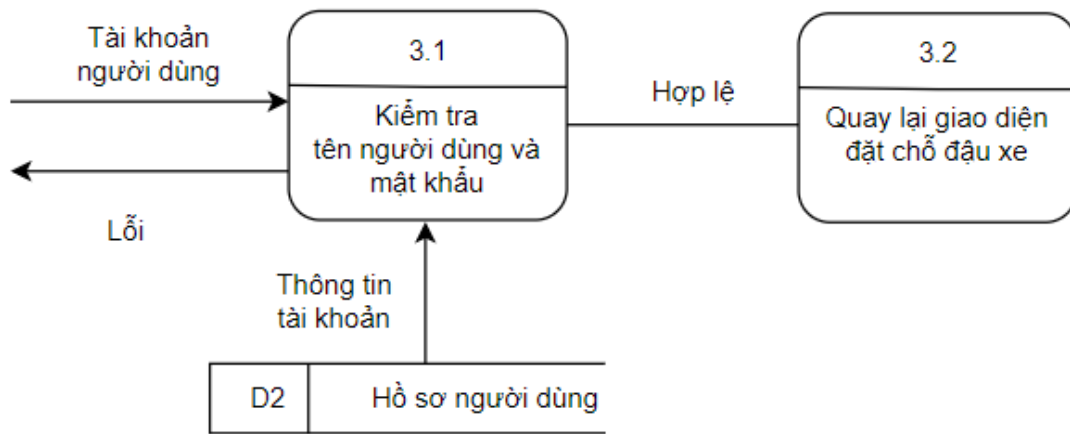 Tài khoản
người dùng
3.1
Kiểm tra
tên người dùng và
mật khẩu
Hợp lệ
3.2
Quay lại giao diện
đặt chỗ đậu xe
Lỗi
Thông tin
tài khoản
D2
Hồ sơ người dùng